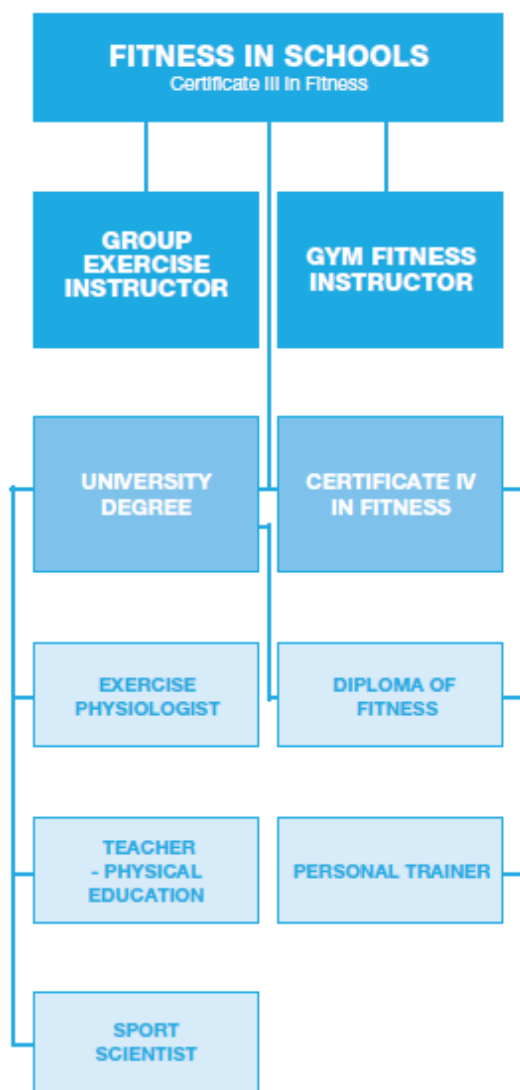 FITNESS IN SCHOOLS
Certificate III in Fitness
GROUP
EXERCISE
INSTRUCTOR
GYM FITNESS
INSTRUCTOR
UNIVERSITY
DEGREE
CERTIFICATE IV
IN FITNESS
EXERCISE
PHYSIOLOGIST
DIPLOMA OF
FITNESS
TEACHER
- PHYSICAL
EDUCATION
PERSONAL TRAINER
SPORT
SCIENTIST